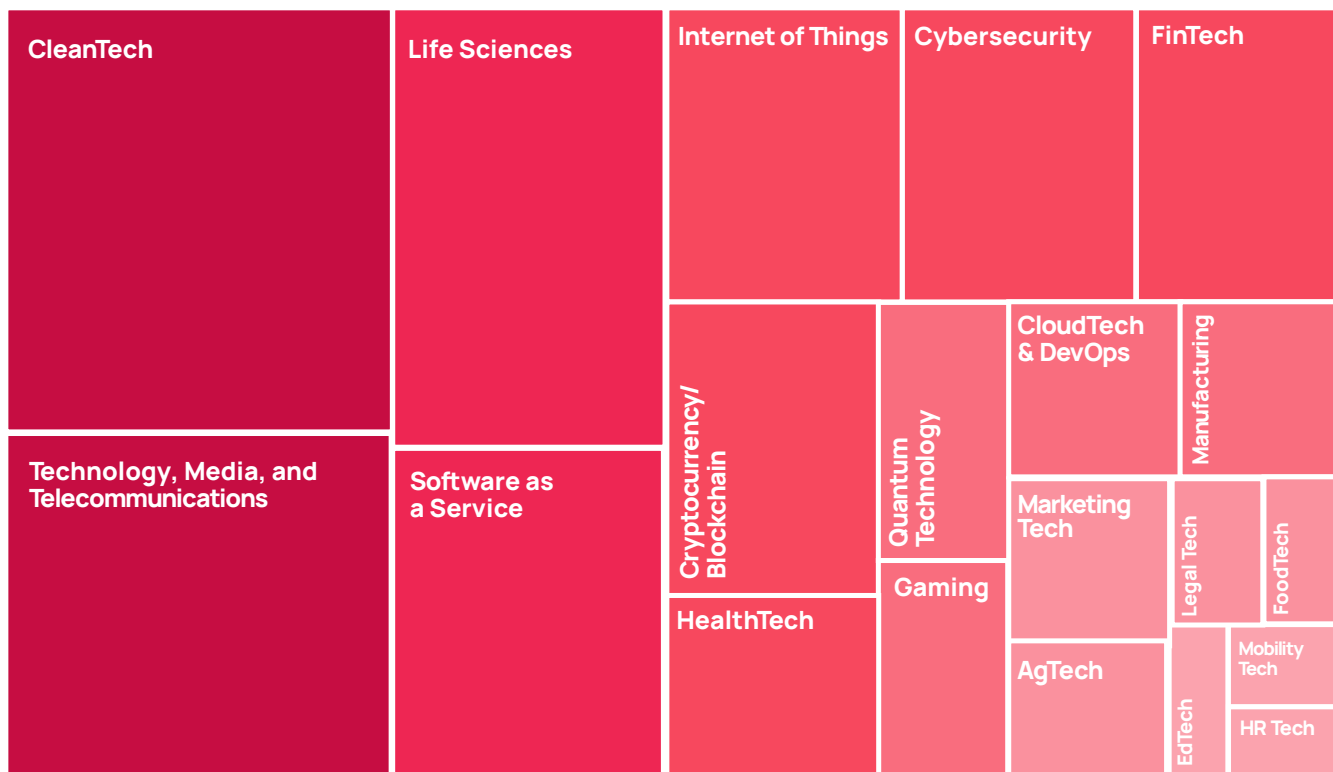 CleanTech
Life Sciences
Internet of Things
Cybersecurity
FinTech
Technology, Media, and
Telecommunications
Software as
a Service
Cryptocurrency/
Blockchain
Quantum
Technology
CloudTech
& DevOps
Manufacturing
HealthTech
Gaming
Marketing
Tech
Legal Tech
FoodTech
AgTech
EdTech
Mobility
Tech
HR Tech